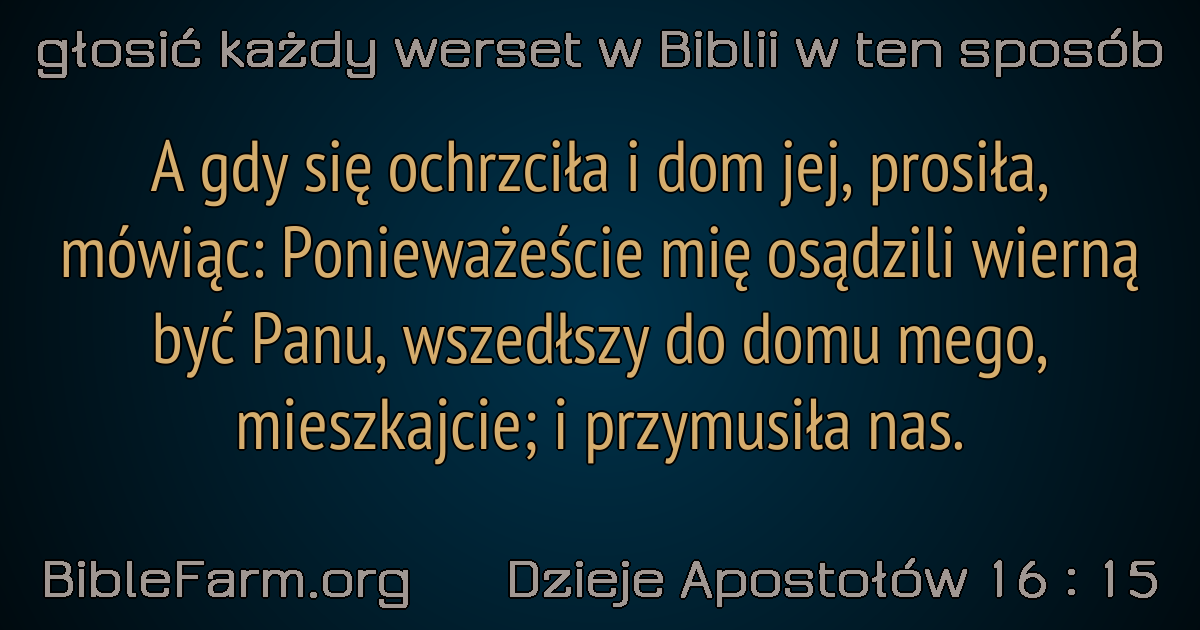 głosić każdy werset w Biblii w ten sposób
A gdy się ochrzciła i dom jej, prosiła,
mówiąc: Ponieważeście mię osądzili wierną
być Panu, wszedłszy do domu mego,
mieszkajcie; i przymusiła nas.
BibleFarm.org
Dzieje Apostołów 16 : 15